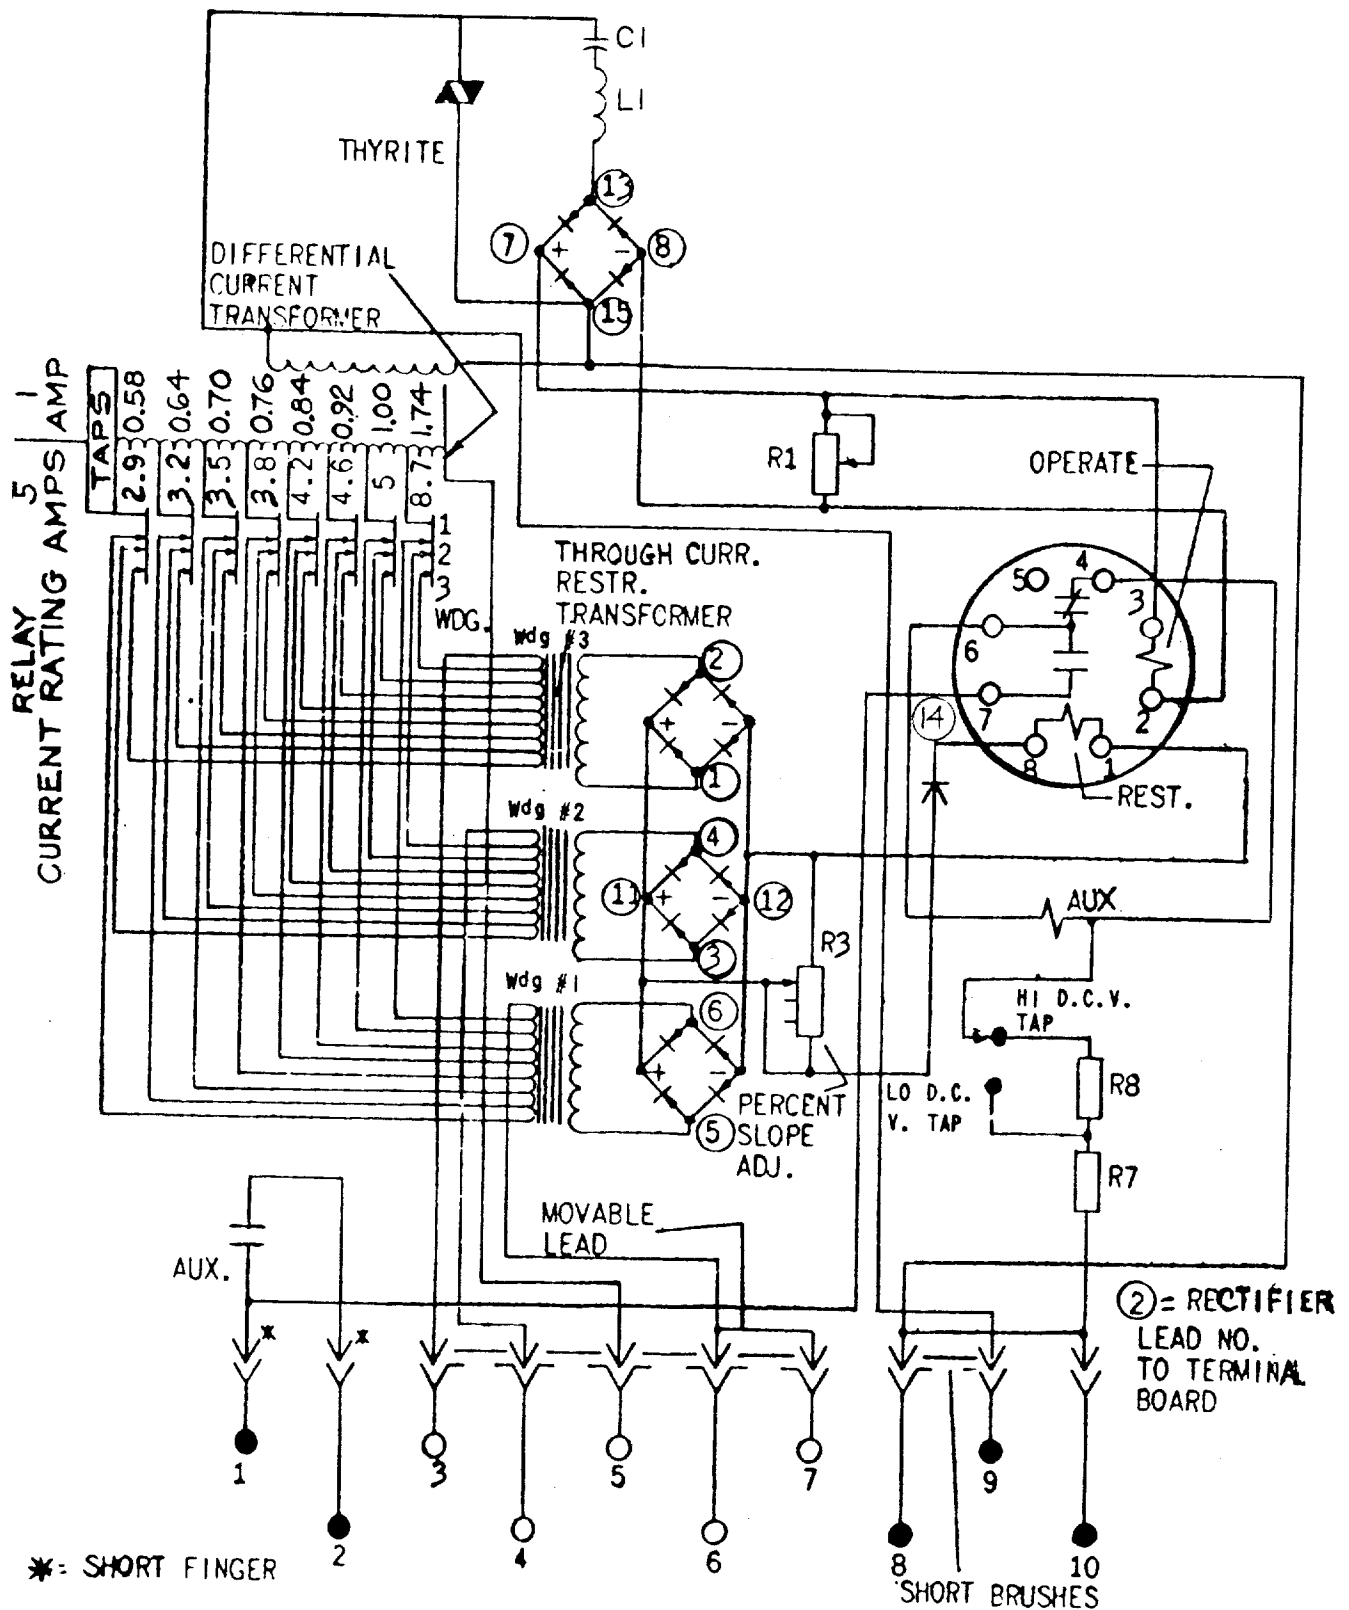 C1
L1
THYRITE
13
7
+
-
8
15
DIFFERENTIAL
CURRENT
TRANSFORMER
RELAY
CURRENT RATING AMPS
5
1
AMP
TAPS
0.58
0.64
0.70
0.76
0.84
0.92
1.00
1.74
2.9
3.2
3.5
3.8
4.2
4.6
5
8.7
1
2
3
WDG.
R1
OPERATE
THROUGH CURR.
RESTR.
TRANSFORMER
5
4
3
6
7
2
8
1
14
REST.
Wdg #3
2
+
-
1
Wdg #2
4
11
+
-
12
3
AUX
R3
Wdg #1
6
+
-
5
HI D.C.V.
TAP
R8
LO D.C.
V. TAP
R7
PERCENT
SLOPE
ADJ.
MOVABLE
LEAD
AUX.
*
*
2 = RECTIFIER
LEAD NO.
TO TERMINAL
BOARD
1
2
3
4
5
6
7
8
9
10
*= SHORT FINGER
SHORT BRUSHES